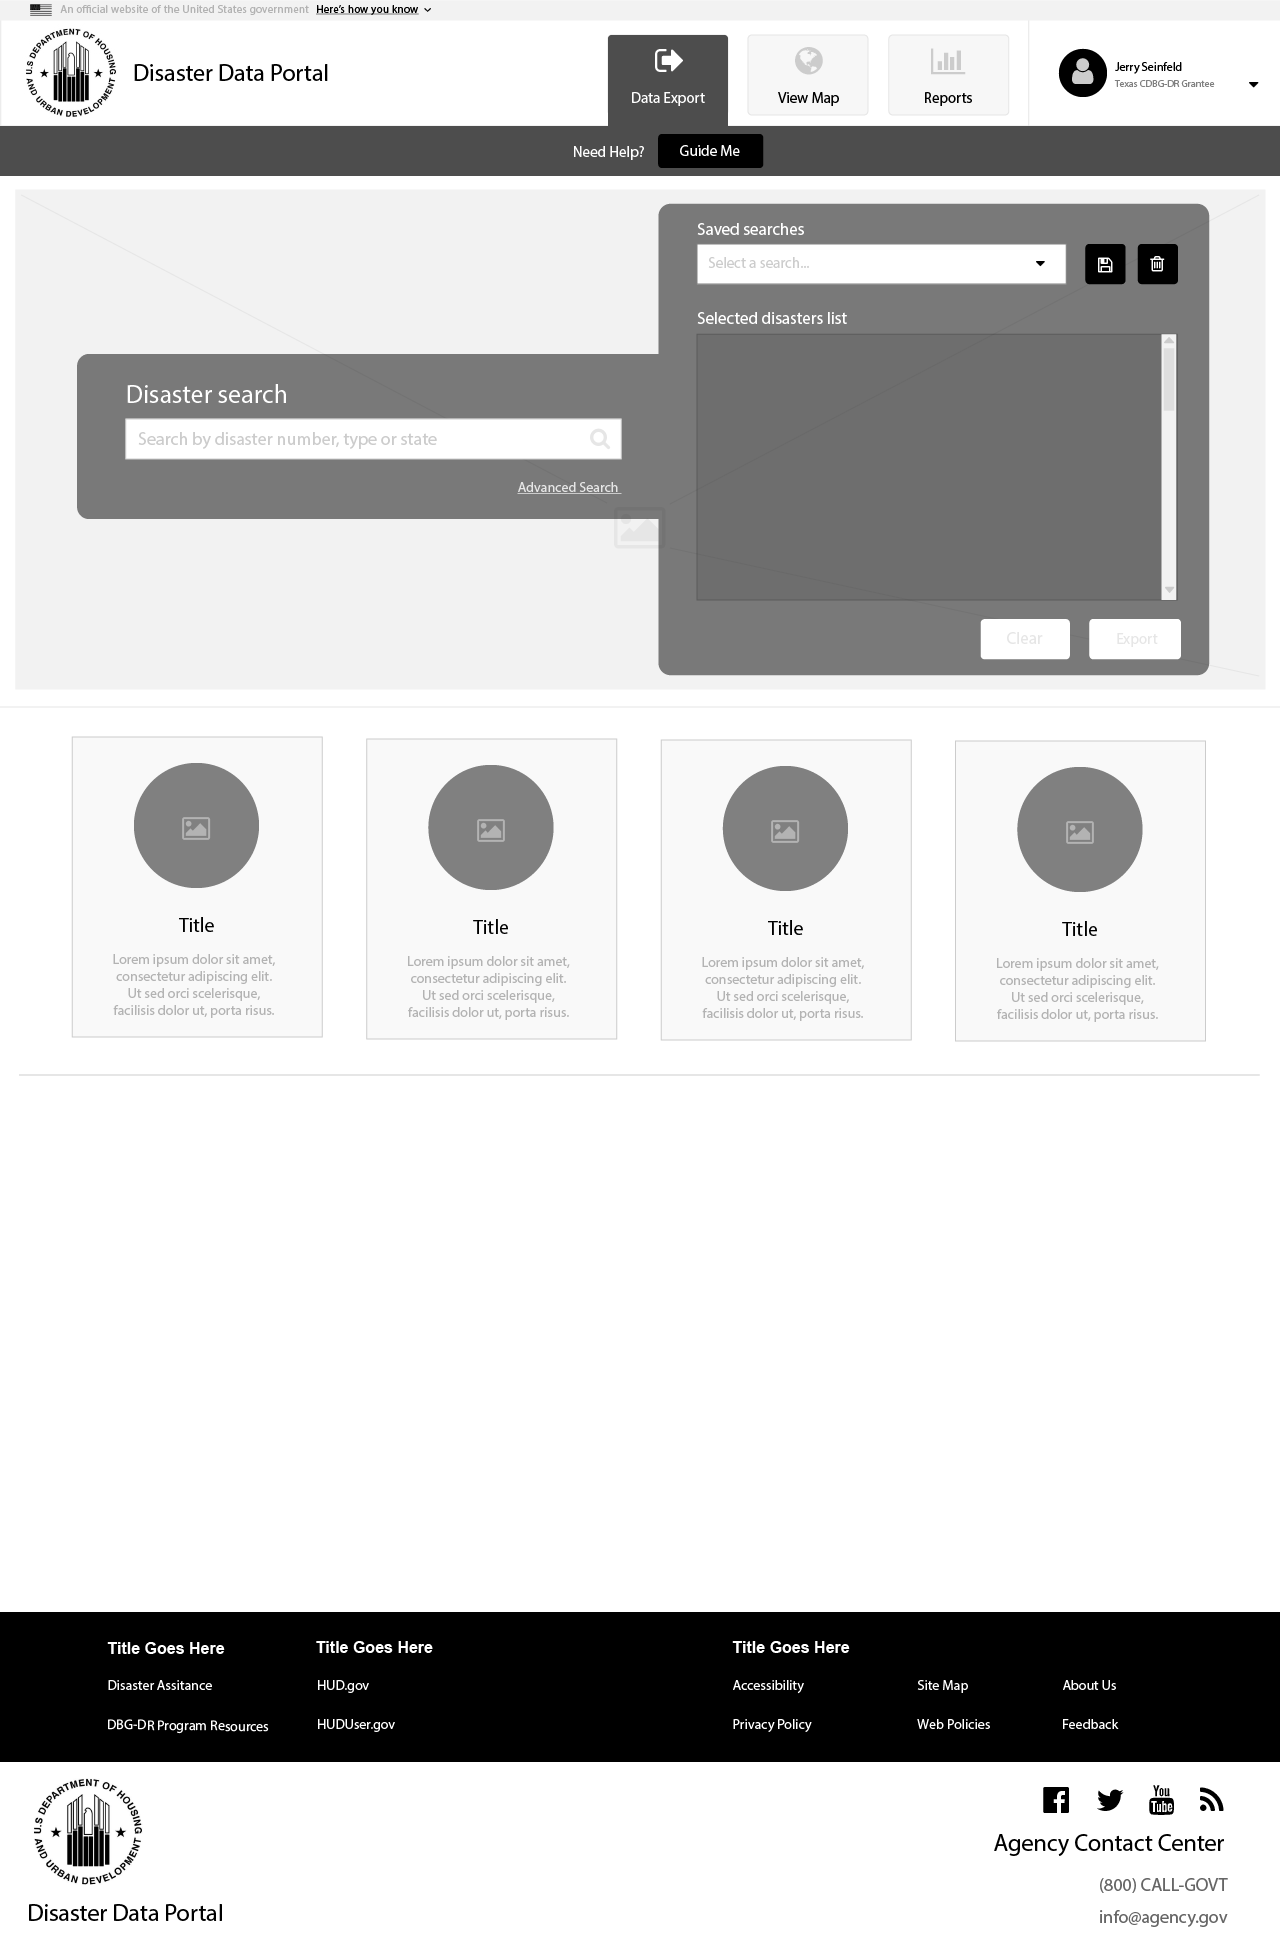 An official website of the United States government Here's how you know
U.S DEPARTMENT OF HOUSING
AND URBAN DEVELOPMENT
Disaster Data Portal
Data Export
View Map
Reports
Jerry Seinfeld
Texas CDBG-DR Grantee
Need Help?
Guide Me
Saved searches
Select a search...
Selected disasters list
Disaster search
Search by disaster number, type or state
Advanced Search
Clear
Export
Title
Lorem ipsum dolor sit amet,
consectetur adipiscing elit.
Ut sed orci scelerisque,
facilisis dolor ut, porta risus.
Title
Lorem ipsum dolor sit amet,
consectetur adipiscing elit.
Ut sed orci scelerisque,
facilisis dolor ut, porta risus.
Title
Lorem ipsum dolor sit amet,
consectetur adipiscing elit.
Ut sed orci scelerisque,
facilisis dolor ut, porta risus.
Title
Lorem ipsum dolor sit amet,
consectetur adipiscing elit.
Ut sed orci scelerisque,
facilisis dolor ut, porta risus.
Title Goes Here
Disaster Assitance
DBG-DR Program Resources
Title Goes Here
HUD.gov
HUDUser.gov
Title Goes Here
Accessibility
Site Map
About Us
Privacy Policy
Web Policies
Feedback
U.S DEPARTMENT OF HOUSING
AND URBAN DEVELOPMENT
Disaster Data Portal
You
Tube
Agency Contact Center
(800) CALL-GOVT
info@agency.gov